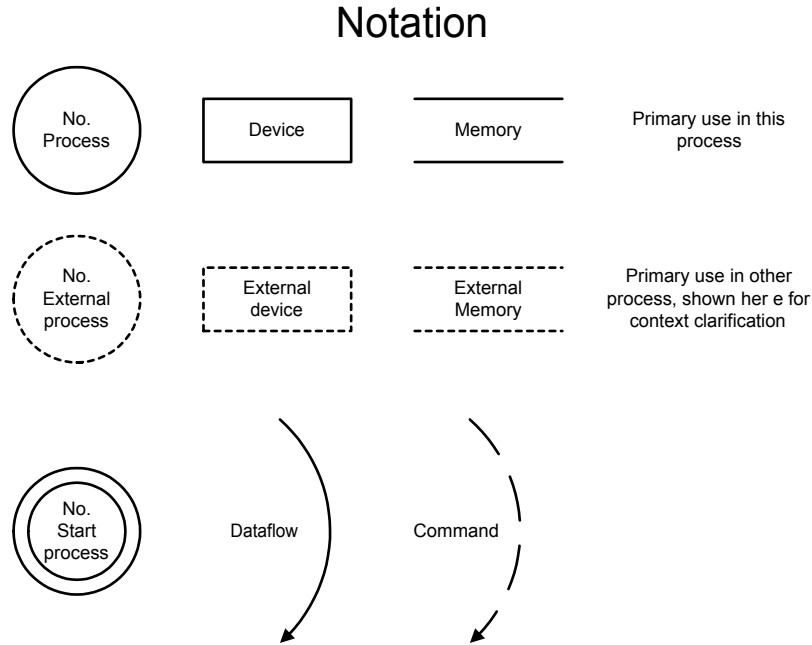 Notation
No.
Process
Device
Memory
Primary use in this
process
No.
External
process
External
device
External
Memory
Primary use in other
process, shown her e for
context clarification
No.
Start
process
Dataflow
Command